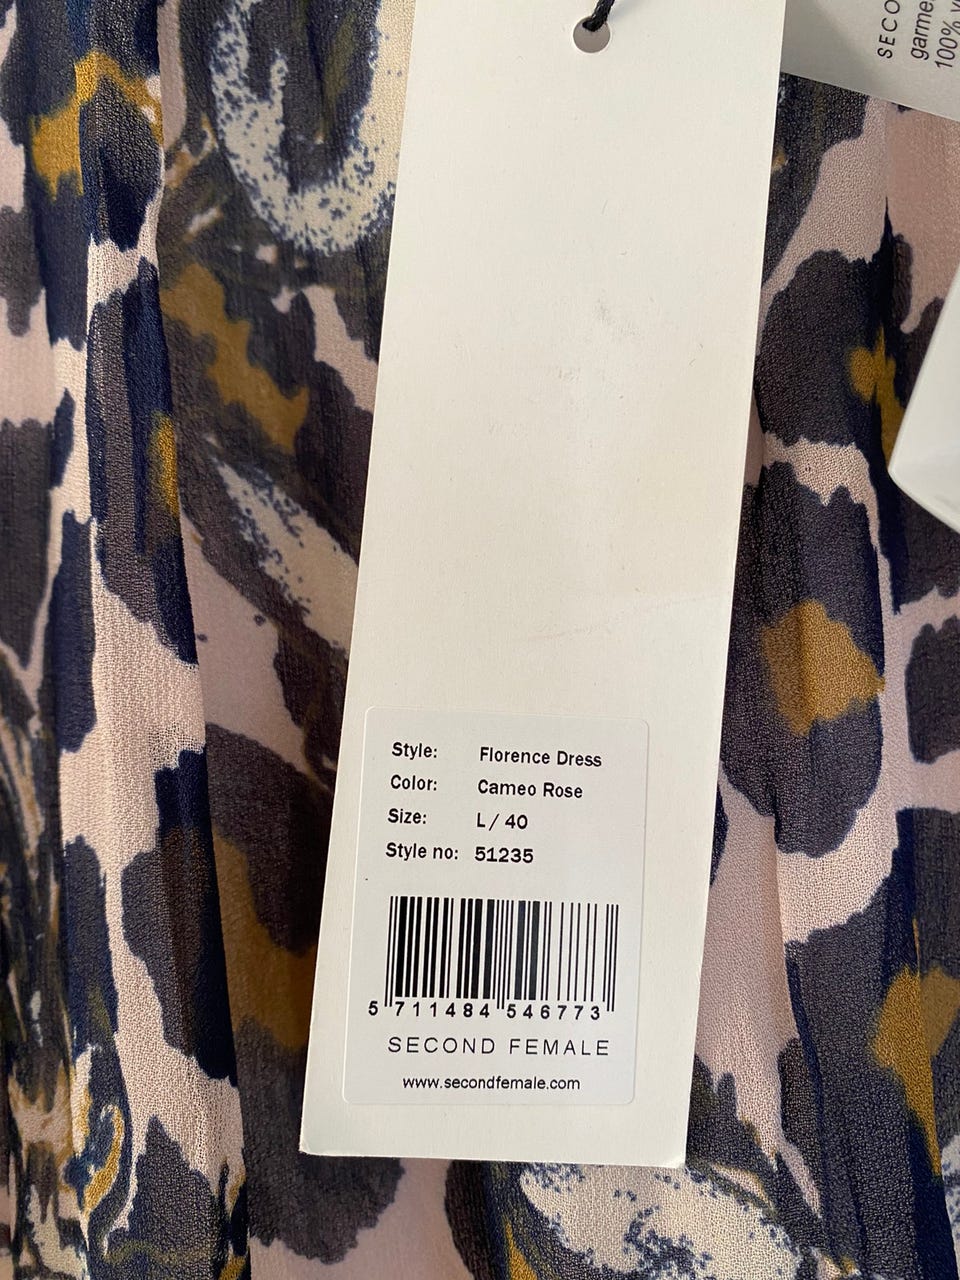 SECO
garme
100%
Style: Florence Dress
Color: Cameo Rose
Size: L / 40
Style no: 51235
5 711484 546773
SECOND FEMALE
www.secondfemale.com